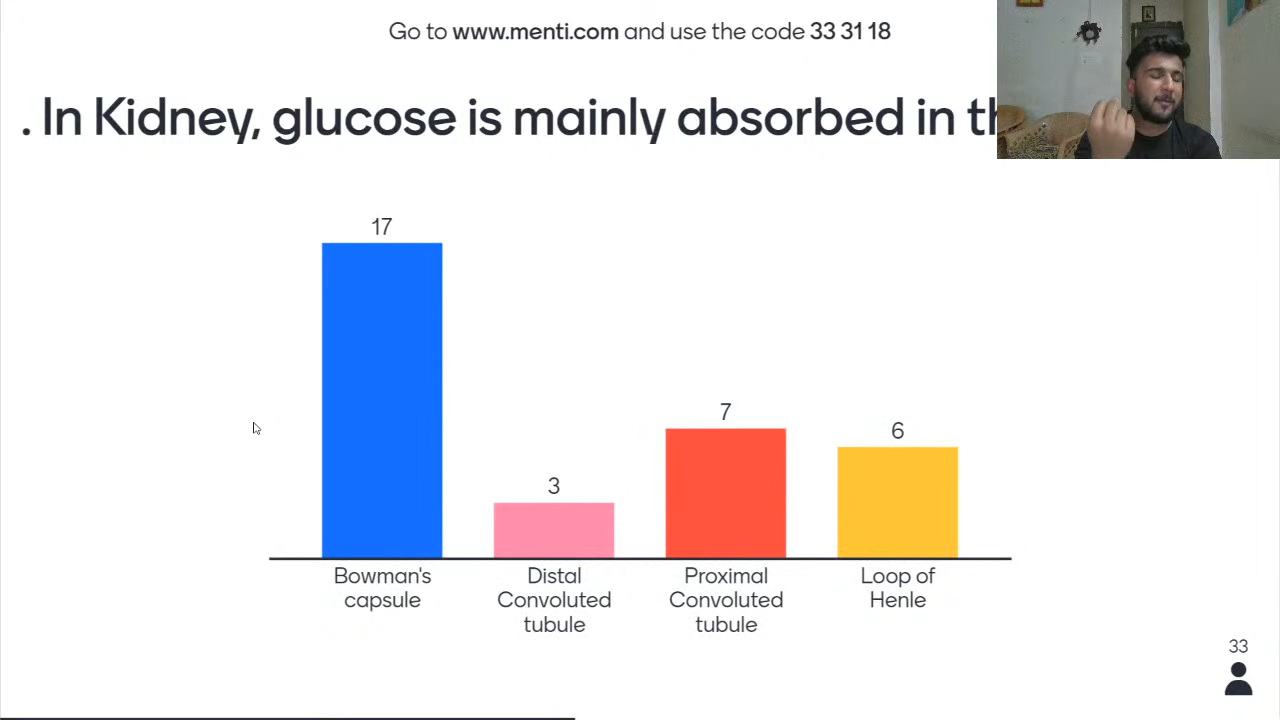 Go to www.menti.com and use the code 33 31 18
. In Kidney, glucose is mainly absorbed in
17
3
7
6
Bowman's capsule
Distal Convoluted tubule
Proximal Convoluted tubule
Loop of Henle
33